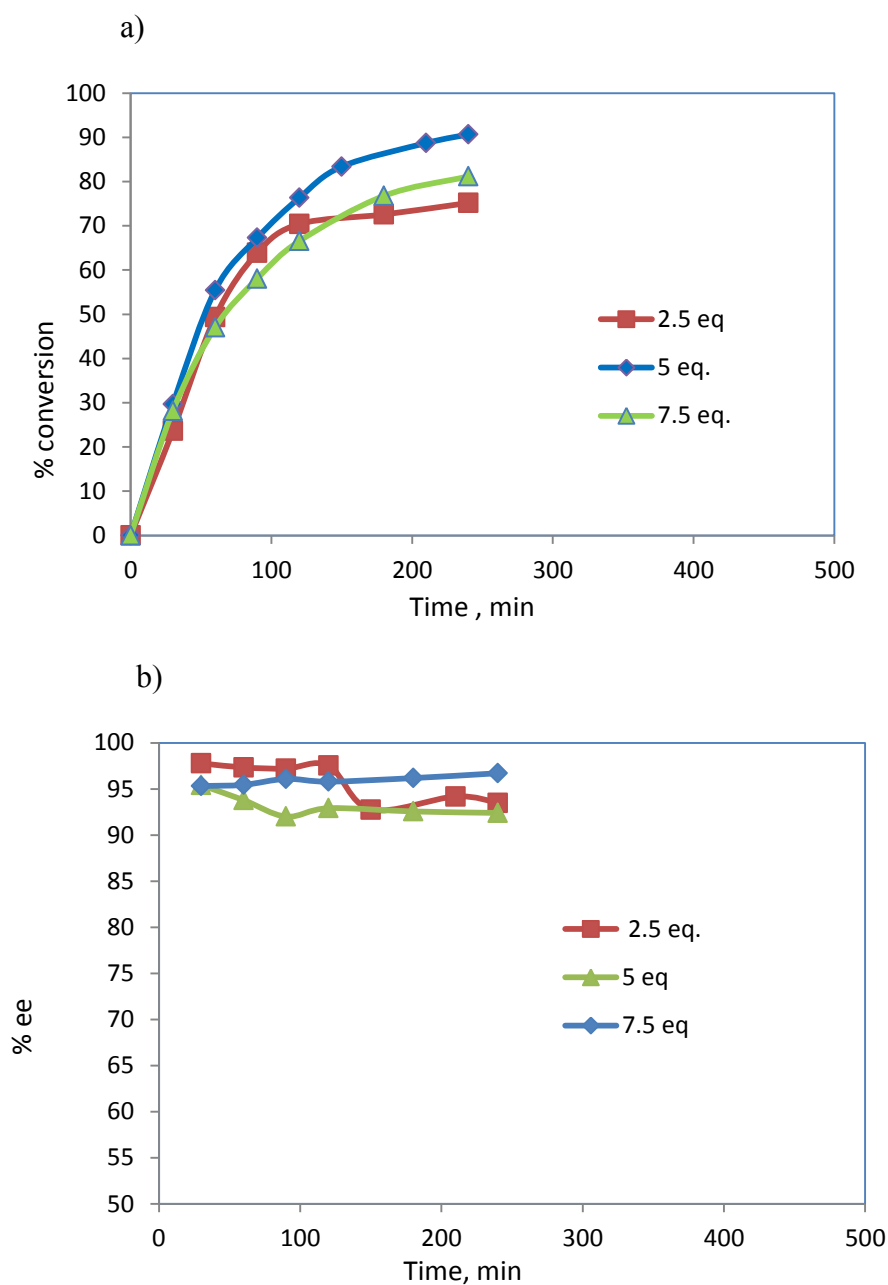 a)
100
90
80
70
60
50
40
30
20
10
0
% conversion
2.5 eq
5 eq.
7.5 eq.
0 100 200 300 400 500
Time , min
b)
100
95
90
85
80
75
70
65
60
55
50
% ee
2.5 eq.
5 eq
7.5 eq
0 100 200 300 400 500
Time, min